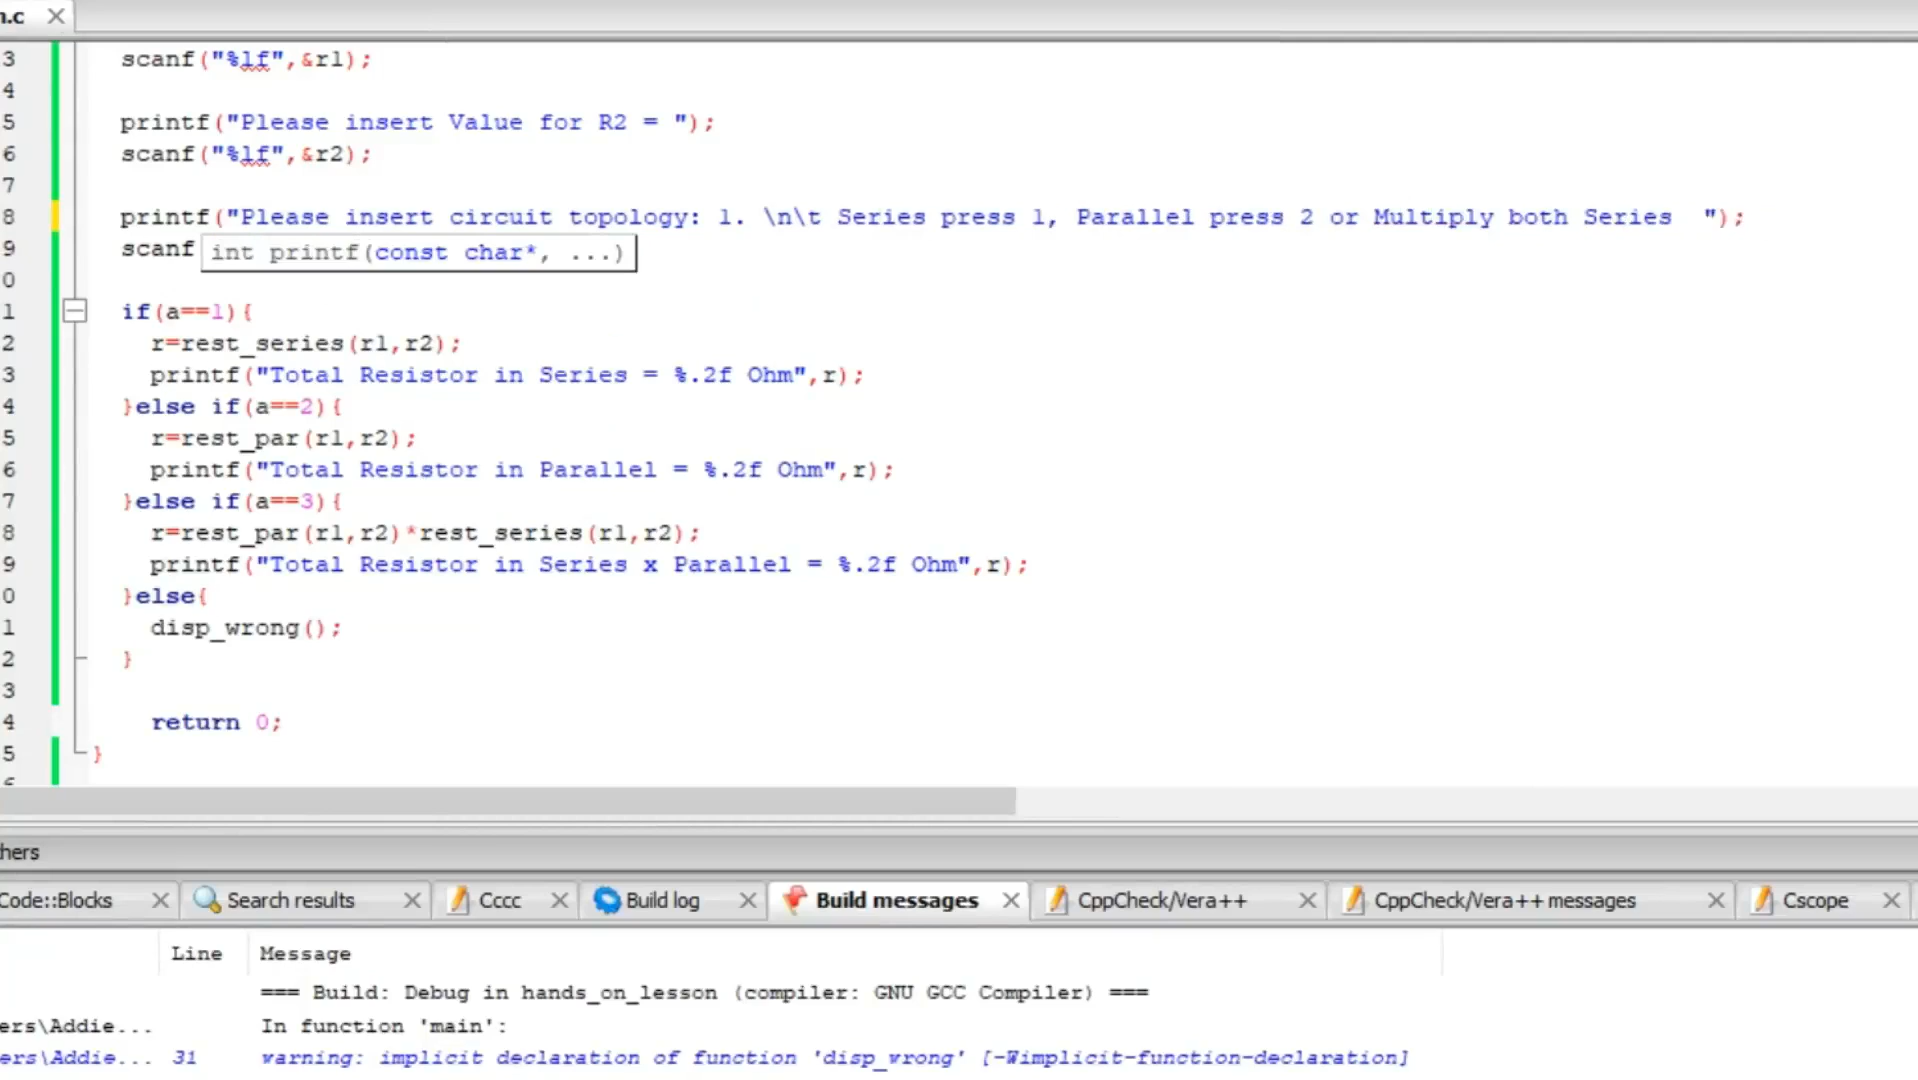 n.c
3 scanf("%lf",&r1);
4
5 printf("Please insert Value for R2 = ");
6 scanf("%lf",&r2);
7
8 printf("Please insert circuit topology: 1. \n\t Series press 1, Parallel press 2 or Multiply both Series  ");
9 scanf
int printf(const char*, ...)
0
1 if(a==1){
2 r=rest_series(r1,r2);
3 printf("Total Resistor in Series = %.2f Ohm",r);
4 }else if(a==2){
5 r=rest_par(r1,r2);
6 printf("Total Resistor in Parallel = %.2f Ohm",r);
7 }else if(a==3){
8 r=rest_par(r1,r2)*rest_series(r1,r2);
9 printf("Total Resistor in Series x Parallel = %.2f Ohm",r);
0 }else{
1 disp_wrong();
2 }
3
4 return 0;
5 }
hers
Code::Blocks Search results Cccc Build log Build messages CppCheck/Vera++ CppCheck/Vera++ messages Cscope
Line Message
=== Build: Debug in hands_on_lesson (compiler: GNU GCC Compiler) ===
ers\Addie... In function 'main':
ers\Addie... 31 warning: implicit declaration of function 'disp_wrong' [-Wimplicit-function-declaration]